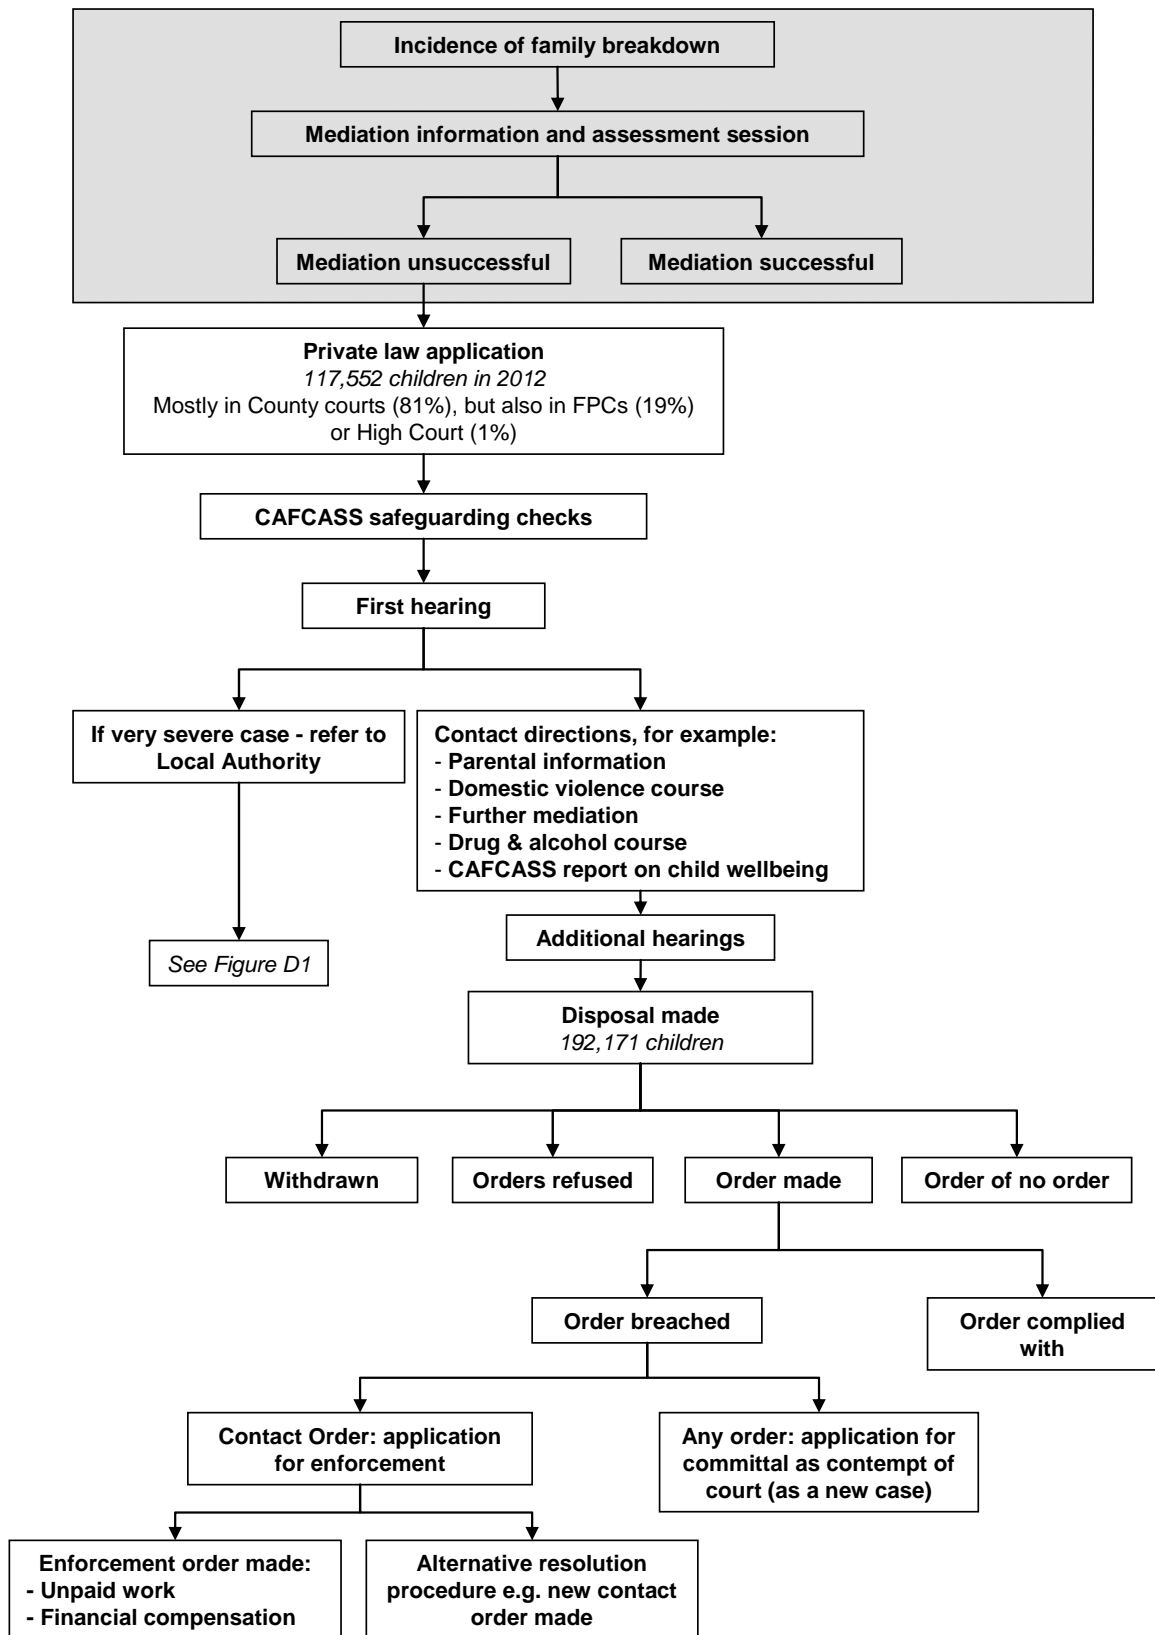 Incidence of family breakdown
Mediation information and assessment session
Mediation unsuccessful
Mediation successful
Private law application
117,552 children in 2012
Mostly in County courts (81%), but also in FPCs (19%)
or High Court (1%)
CAFCASS safeguarding checks
First hearing
If very severe case - refer to
Local Authority
Contact directions, for example:
- Parental information
- Domestic violence course
- Further mediation
- Drug & alcohol course
- CAFCASS report on child wellbeing
See Figure D1
Additional hearings
Disposal made
192,171 children
Withdrawn
Orders refused
Order made
Order of no order
Order breached
Order complied
with
Contact Order: application
for enforcement
Any order: application for
committal as contempt of
court (as a new case)
Enforcement order made:
- Unpaid work
- Financial compensation
Alternative resolution
procedure e.g. new contact
order made